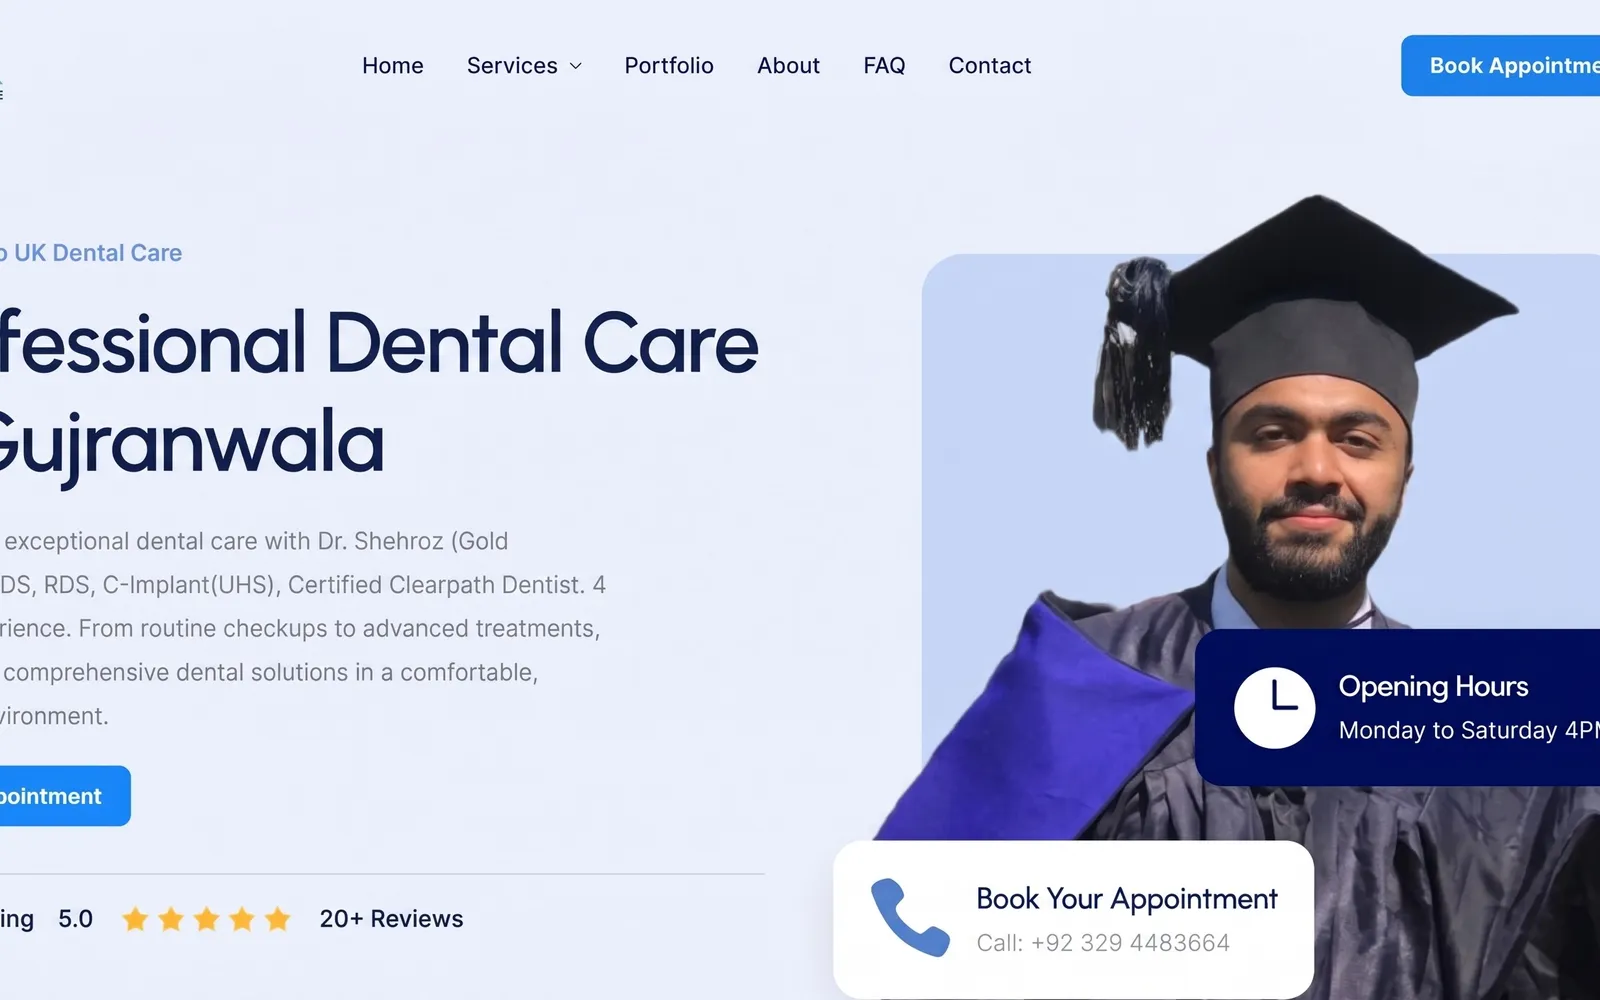 Home Services Portfolio About FAQ Contact
Book Appointme
UK Dental Care
fessional Dental Care
Gujranwala
exceptional dental care with Dr. Shehroz (Gold
DS, RDS, C-Implant(UHS), Certified Clearpath Dentist. 4
rience. From routine checkups to advanced treatments,
comprehensive dental solutions in a comfortable,
vironment.
pointment
ing 5.0 20+ Reviews
Opening Hours
Monday to Saturday 4PM
Book Your Appointment
Call: +92 329 4483664